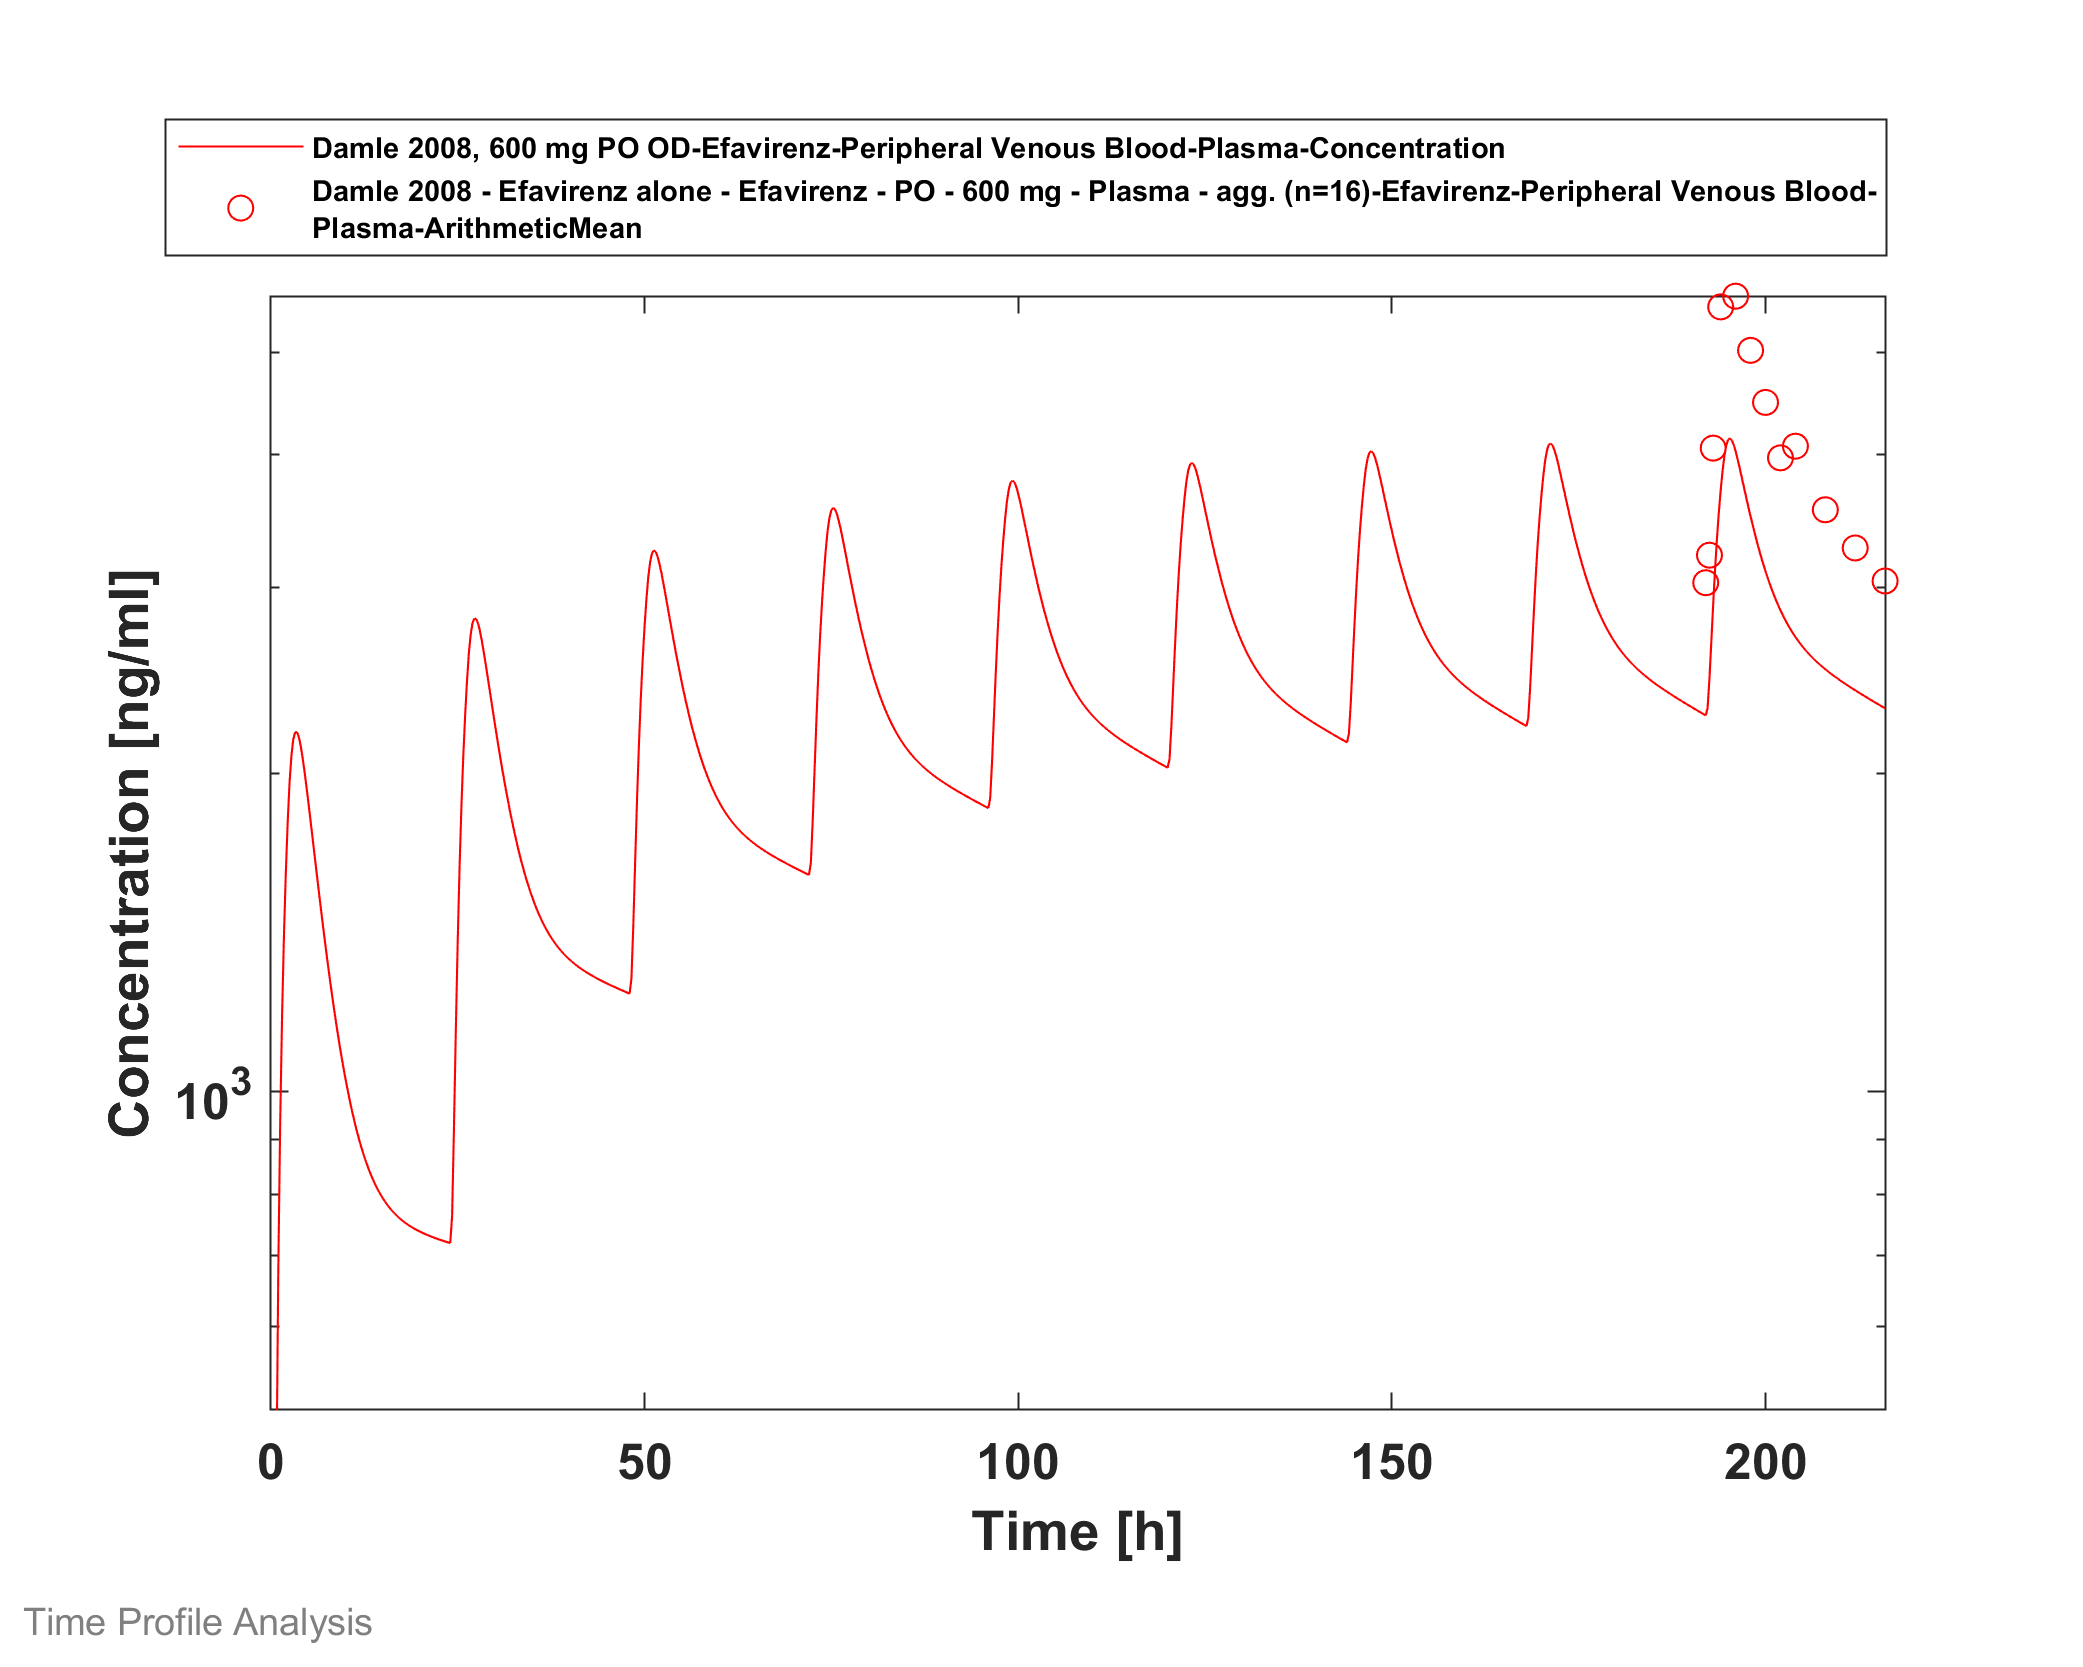 Damle 2008, 600 mg PO OD-Efavirenz-Peripheral Venous Blood-Plasma-Concentration
Damle 2008 - Efavirenz alone - Efavirenz - PO - 600 mg - Plasma - agg. (n=16)-Efavirenz-Peripheral Venous Blood-
Plasma-ArithmeticMean
Concentration [ng/ml]
10³
0 50 100 150 200
Time [h]
Time Profile Analysis